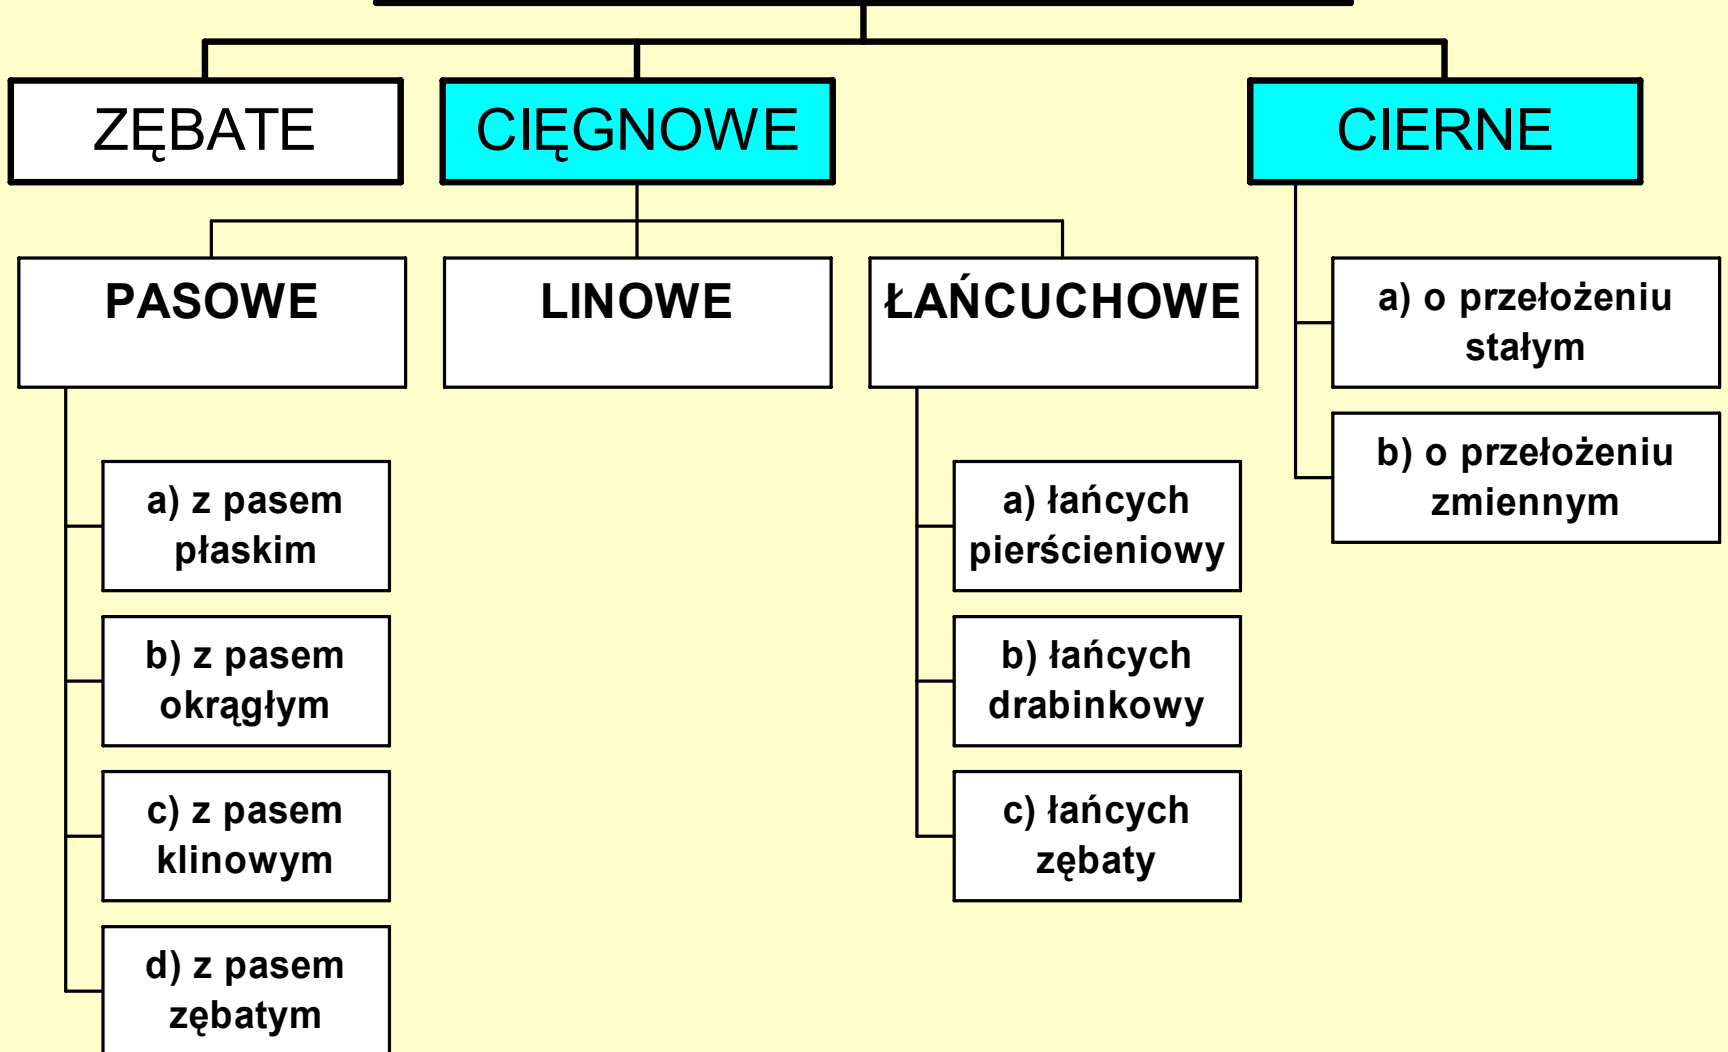 ZĘBATE
CIĘGNOWE
CIERNE
PASOWE
LINOWE
ŁAŃCUCHOWE
a) o przełożeniu
stałym
b) o przełożeniu
zmiennym
a) z pasem
płaskim
b) z pasem
okrągłym
c) z pasem
klinowym
d) z pasem
zębatym
a) łańcych
pierścieniowy
b) łańcych
drabinkowy
c) łańcych
zębaty